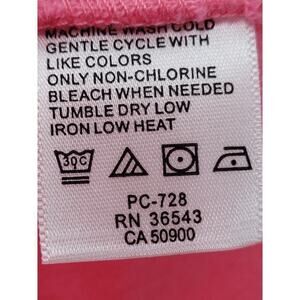 MACHINE WASH COLD
GENTLE CYCLE WITH
LIKE COLORS
ONLY NON-CHLORINE
BLEACH WHEN NEEDED
TUMBLE DRY LOW
IRON LOW HEAT
30C
PC-728
RN 36543
CA 50900